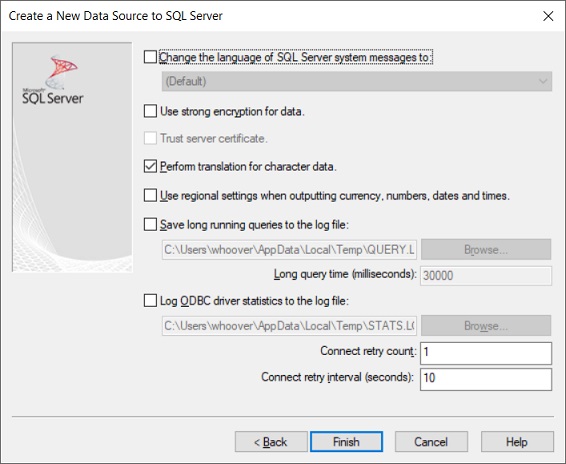 Create a New Data Source to SQL Server
Microsoft
SQL Server
Change the language of SQL Server system messages to:
(Default)
Use strong encryption for data.
Trust server certificate.
Perform translation for character data.
Use regional settings when outputting currency, numbers, dates and times.
Save long running queries to the log file:
C:\Users\whoover\AppData\Local\Temp\QUERY.L Browse...
Long query time (milliseconds): 30000
Log ODBC driver statistics to the log file:
C:\Users\whoover\AppData\Local\Temp\STATS.LO Browse...
Connect retry count: 1
Connect retry interval (seconds): 10
< Back Finish Cancel Help